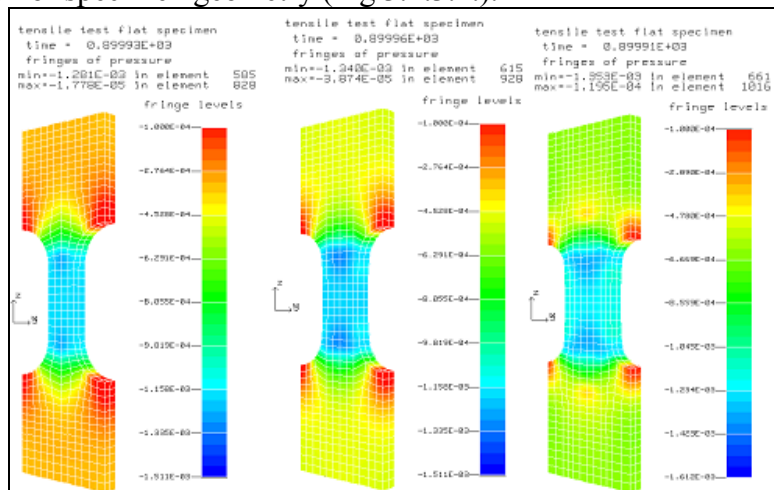 tensile test flat specimen
time = 0.89993E+03
fringes of pressure
min=-1.281E-03 in element 585
max=-1.778E-05 in element 828
fringe levels
-1.000E-04
-2.764E-04
-4.528E-04
-6.291E-04
-8.055E-04
-9.819E-04
-1.158E-03
-1.335E-03
-1.511E-03
tensile test flat specimen
time = 0.89996E+03
fringes of pressure
min=-1.340E-03 in element 615
max=-3.874E-05 in element 928
fringe levels
-1.000E-04
-2.764E-04
-4.528E-04
-6.291E-04
-8.055E-04
-9.819E-04
-1.158E-03
-1.335E-03
-1.511E-03
tensile test flat specimen
time = 0.89991E+03
fringes of pressure
in element 661
max=-1.195E-04 in element 1016
fringe levels
-1.000E-04
-2.890E-04
-4.780E-04
-6.669E-04
-8.559E-04
-1.045E-03
-1.234E-03
-1.423E-03
-1.612E-03